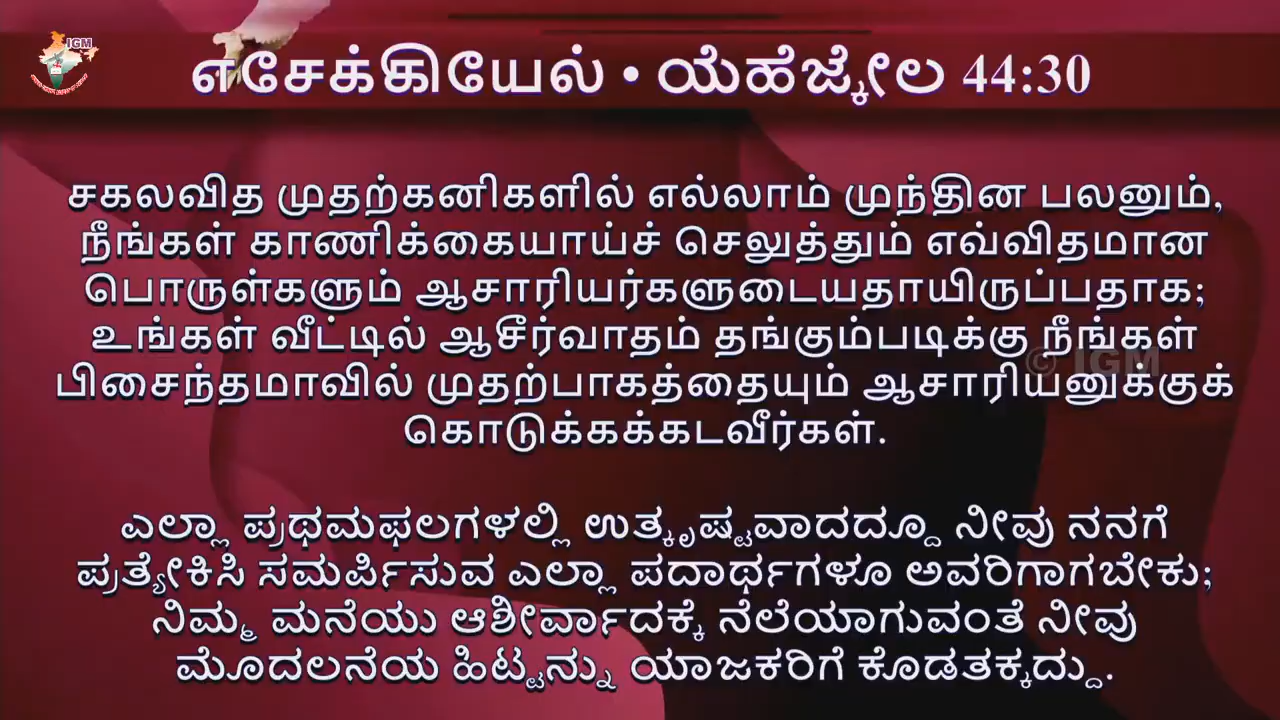 IGM
எசேக்கியேல் • ಯೆಹೆಜ್ಕೇಲ 44:30
சகலவித முதற்கனிகளில் எல்லாம் முந்தின பலனும்,
நீங்கள் காணிக்கையாய்ச் செலுத்தும் எவ்விதமான
பொருள்களும் ஆசாரியர்களுடையதாயிருப்பதாக;
உங்கள் வீட்டில் ஆசீர்வாதம் தங்கும்படிக்கு நீங்கள்
© IGM
பிசைந்தமாவில் முதற்பாகத்தையும் ஆசாரியனுக்குக்
கொடுக்கக்கடவீர்கள்.
ಎಲ್ಲಾ ಪ್ರಥಮಫಲಗಳಲ್ಲಿ ಉತ್ಕೃಷ್ಟವಾದದ್ದೂ ನೀವು ನನಗೆ
ಪ್ರತ್ಯೇಕಿಸಿ ಸಮರ್ಪಿಸುವ ಎಲ್ಲಾ ಪದಾರ್ಥಗಳೂ ಅವರಿಗಾಗಬೇಕು;
ನಿಮ್ಮ ಮನೆಯು ಆಶೀರ್ವಾದಕ್ಕೆ ನೆಲೆಯಾಗುವಂತೆ ನೀವು
ಮೊದಲನೆಯ ಹಿಟ್ಟನ್ನು ಯಾಜಕರಿಗೆ ಕೊಡತಕ್ಕದ್ದು.